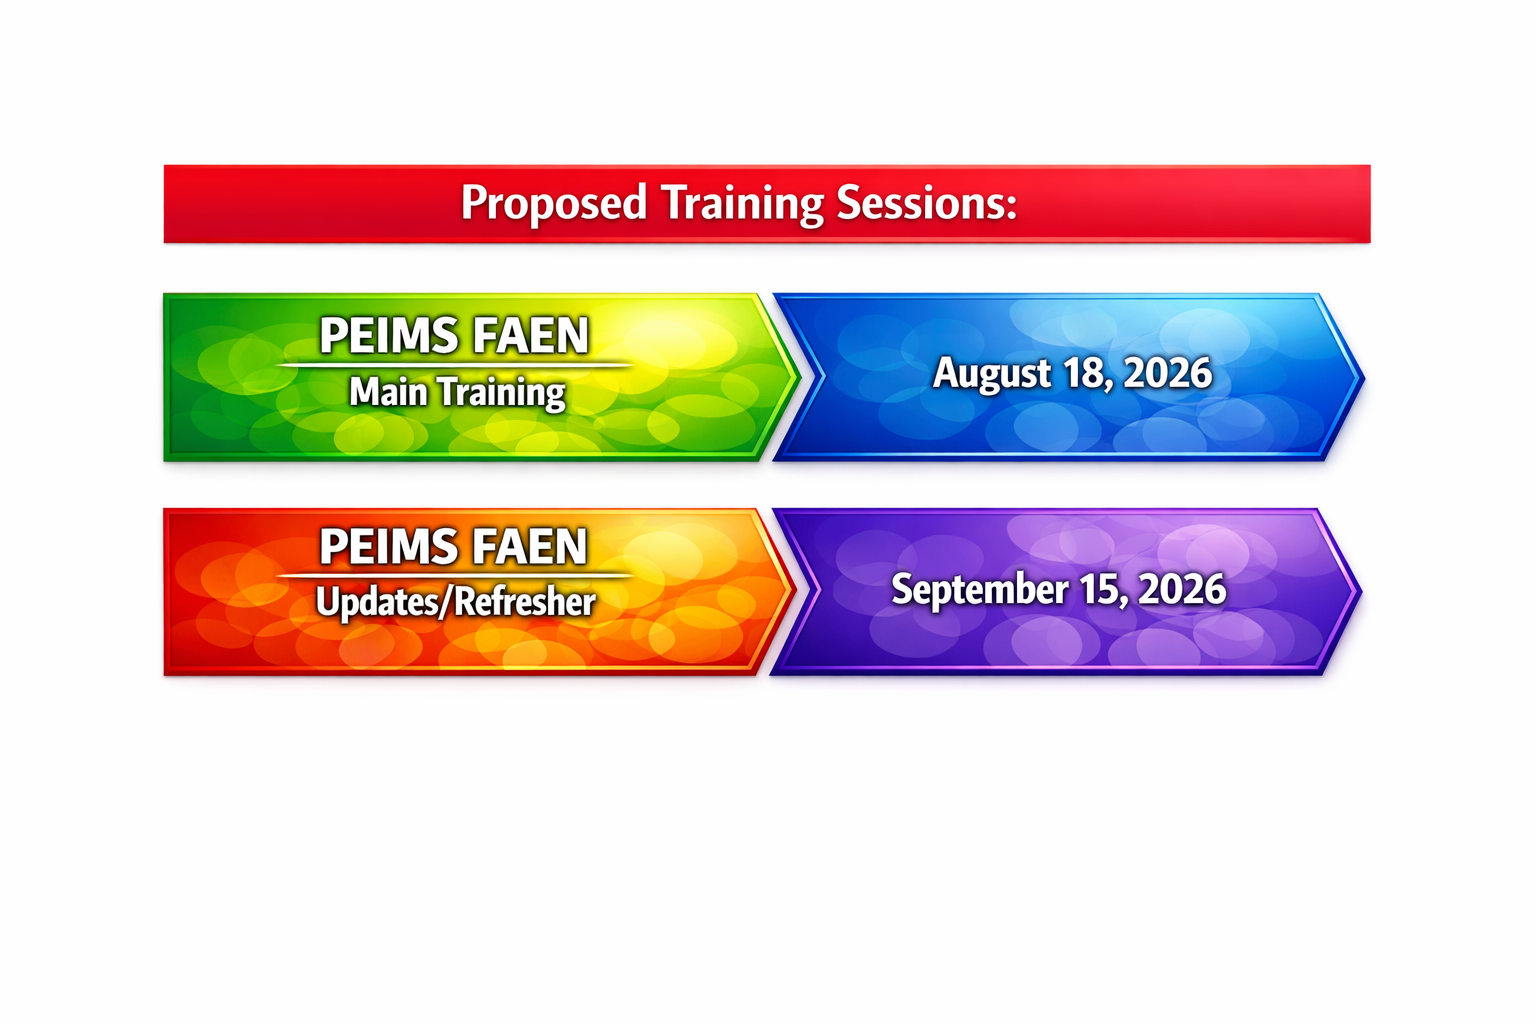 Proposed Training Sessions:
PEIMS FAEN
Main Training
August 18, 2026
PEIMS FAEN
Updates/Refresher
September 15, 2026